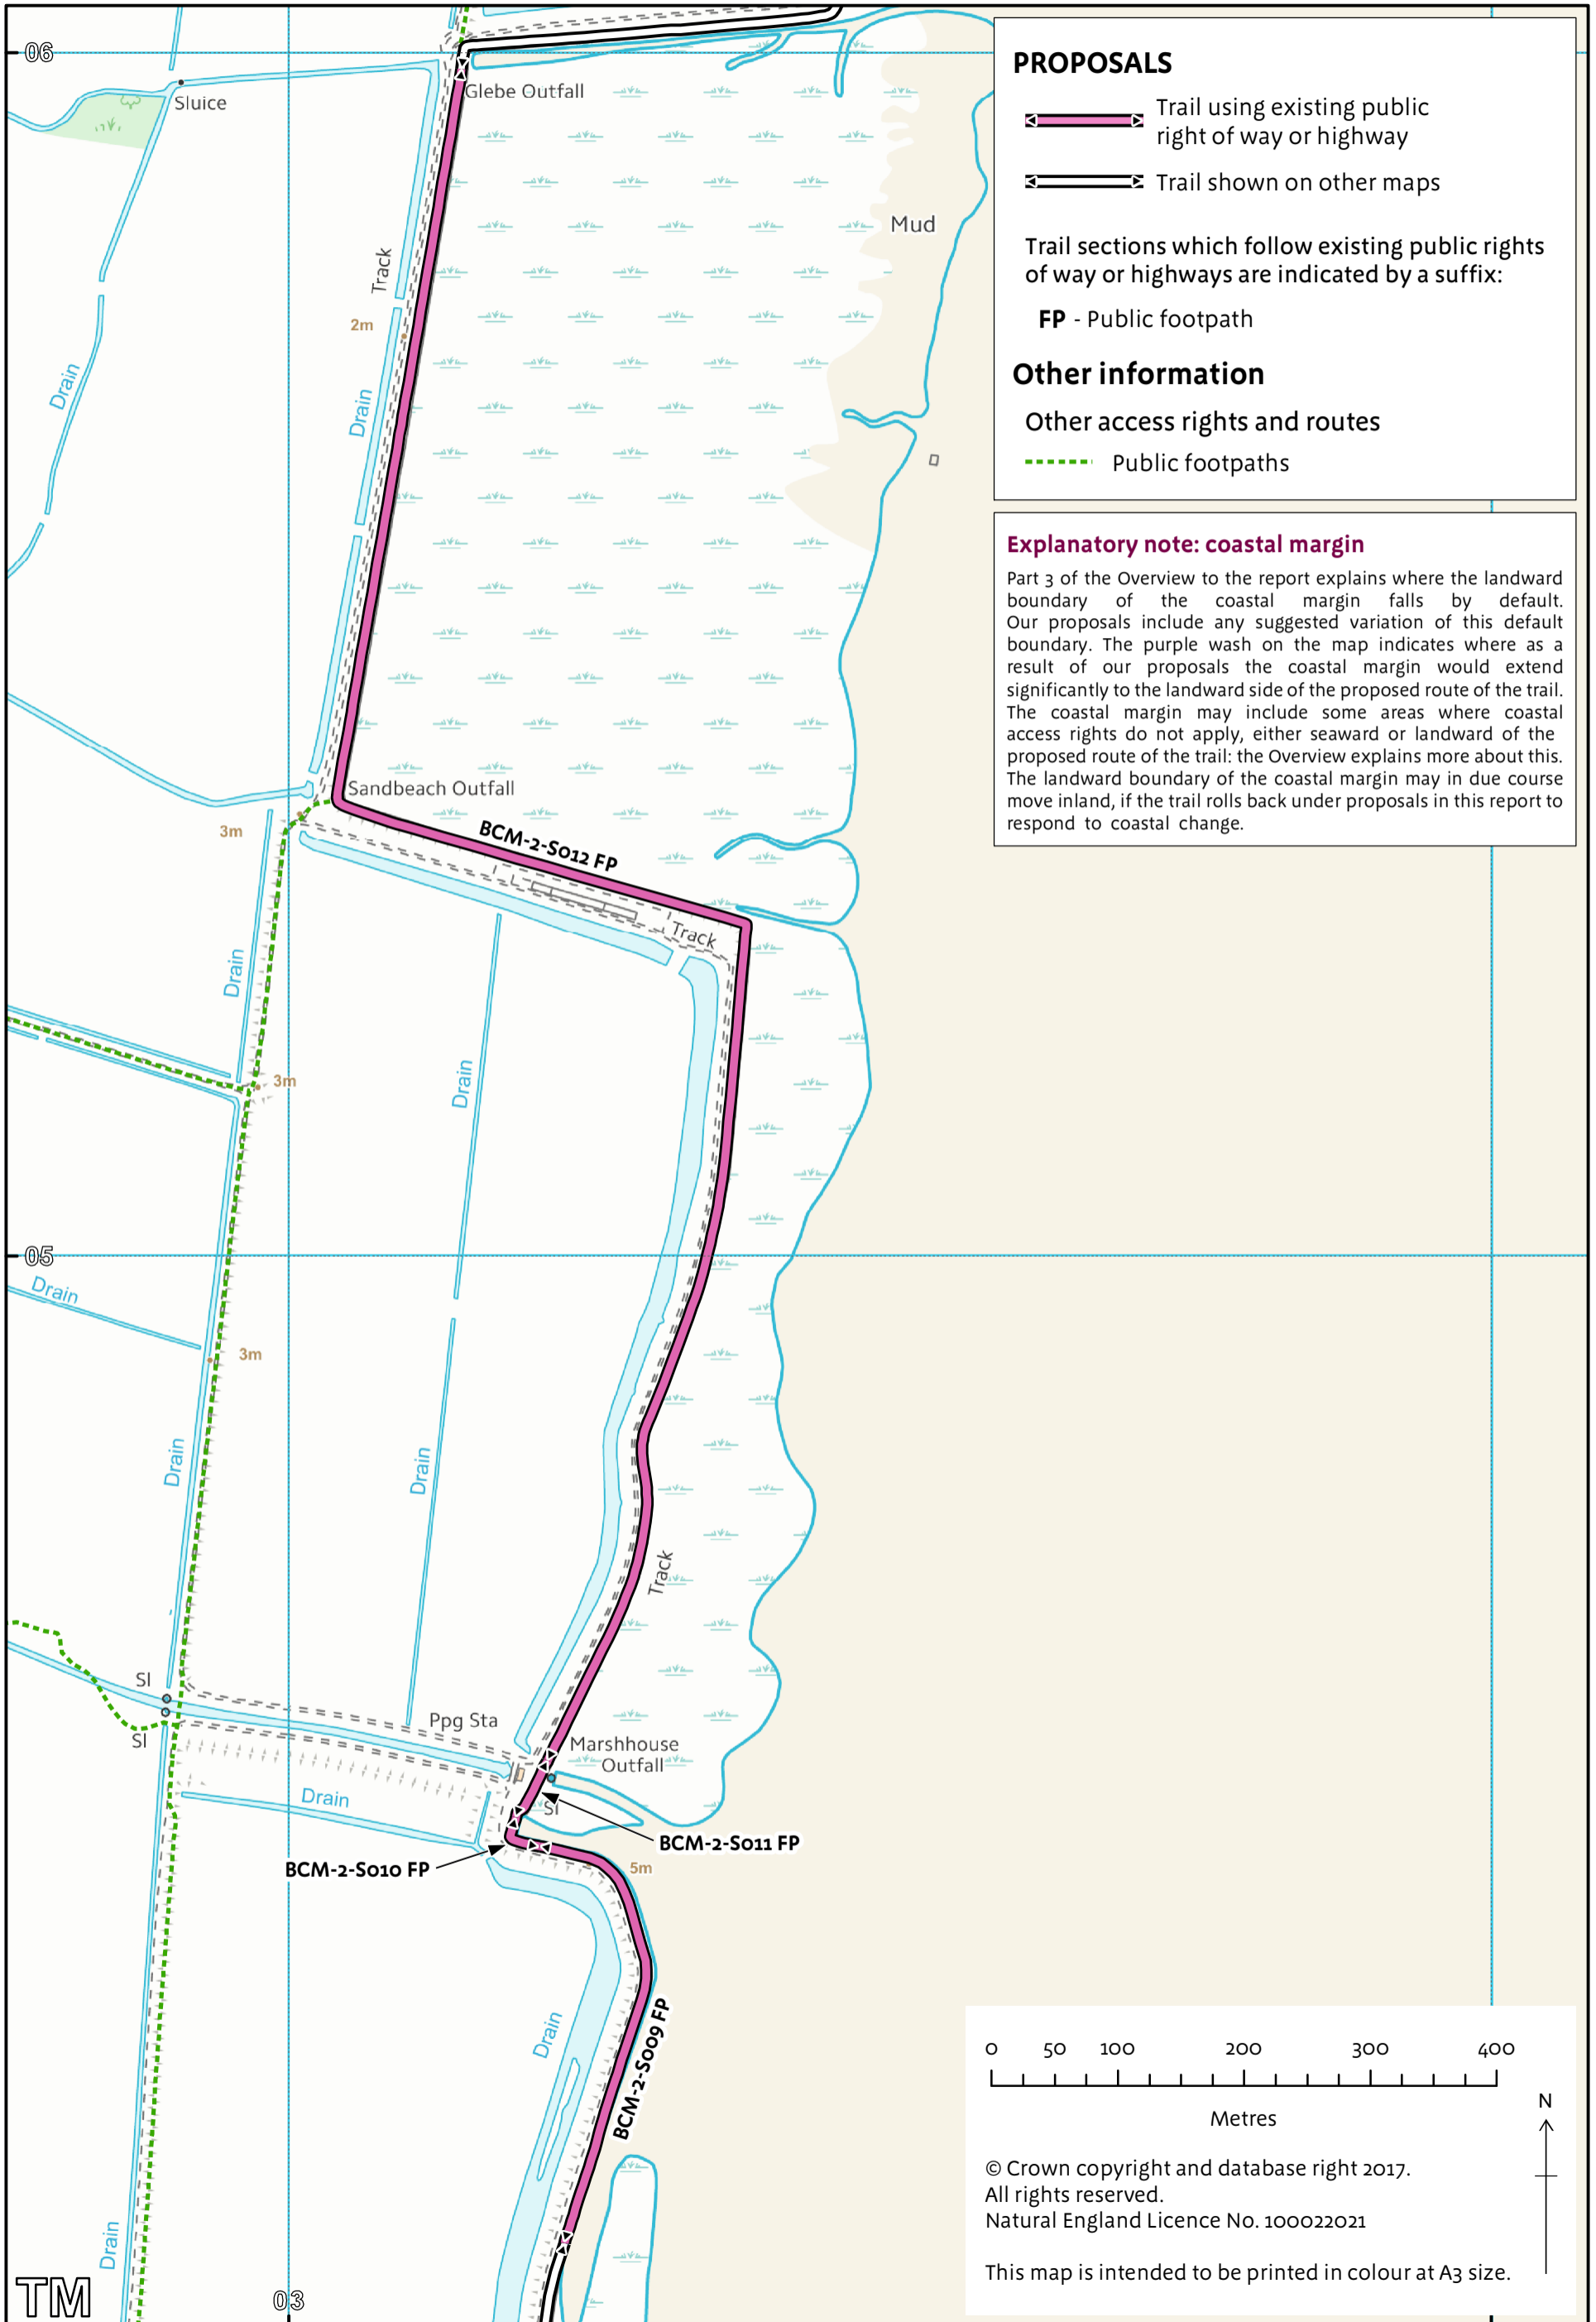 06
Sluice
Glebe Outfall
Mud
Track
2m
Drain
Drain
Sandbeach Outfall
3m
BCM-2-S012 FP
Track
Drain
3m
Drain
05
Drain
3m
Drain
Drain
Track
Sl
Sl
Ppg Sta
Marshhouse
Outfall
Sl
Drain
BCM-2-S011 FP
BCM-2-S010 FP
5m
Drain
BCM-2-S009 FP
Drain
TM
03
PROPOSALS
Trail using existing public
right of way or highway
Trail shown on other maps
Trail sections which follow existing public rights
of way or highways are indicated by a suffix:
FP - Public footpath
Other information
Other access rights and routes
Public footpaths
Explanatory note: coastal margin
Part 3 of the Overview to the report explains where the landward
boundary of the coastal margin falls by default.
Our proposals include any suggested variation of this default
boundary. The purple wash on the map indicates where as a
result of our proposals the coastal margin would extend
significantly to the landward side of the proposed route of the trail.
The coastal margin may include some areas where coastal
access rights do not apply, either seaward or landward of the
proposed route of the trail: the Overview explains more about this.
The landward boundary of the coastal margin may in due course
move inland, if the trail rolls back under proposals in this report to
respond to coastal change.
0 50 100 200 300 400
Metres
N
© Crown copyright and database right 2017.
All rights reserved.
Natural England Licence No. 100022021
This map is intended to be printed in colour at A3 size.